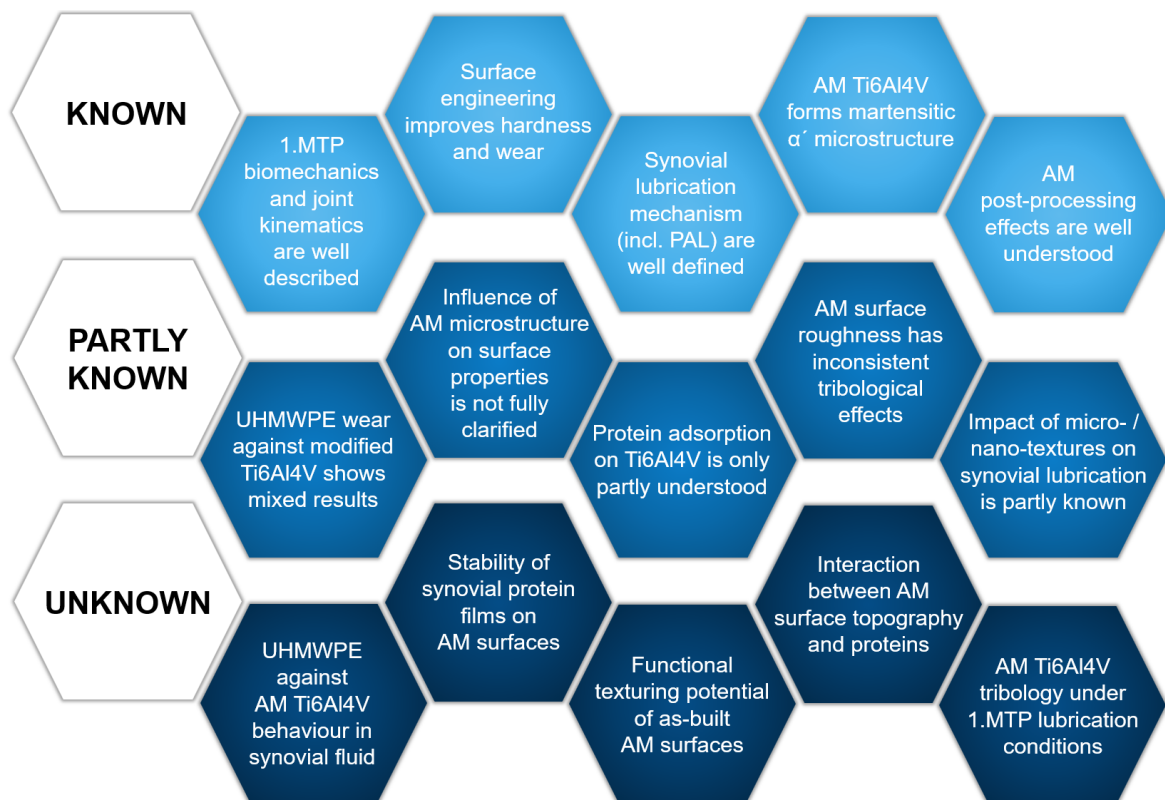 KNOWN
1.MTP
biomechanics
and joint
kinematics
are well
described
Surface
engineering
improves hardness
and wear
Synovial
lubrication
mechanism
(incl. PAL) are
well defined
AM Ti6Al4V
forms martensitic
α´ microstructure
AM
post-processing
effects are well
understood
PARTLY
KNOWN
UHMWPE wear
against modified
Ti6Al4V shows
mixed results
Influence of
AM microstructure
on surface
properties
is not fully
clarified
Protein adsorption
on Ti6Al4V is only
partly understood
AM surface
roughness has
inconsistent
tribological
effects
Impact of micro- /
nano-textures on
synovial lubrication
is partly known
UNKNOWN
UHMWPE
against
AM Ti6Al4V
behaviour in
synovial fluid
Stability of
synovial protein
films on
AM surfaces
Functional
texturing potential
of as-built
AM surfaces
Interaction
between AM
surface topography
and proteins
AM Ti6Al4V
tribology under
1.MTP lubrication
conditions